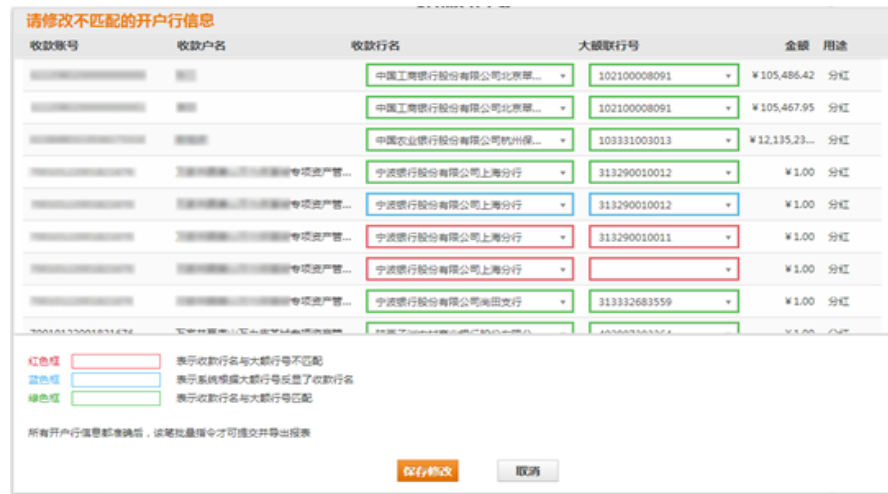 请修改不匹配的开户行信息
收款账号 收款户名 收款行名 大额联行号 金额 用途
中国工商银行股份有限公司北京翠... 102100008091 ¥105,486.42 分红
中国工商银行股份有限公司北京翠... 102100008091 ¥105,467.95 分红
中国农业银行股份有限公司杭州保... 103331003013 ¥12,135,23... 分红
专项资产管... 宁波银行股份有限公司上海分行 313290010012 ¥1.00 分红
专项资产管... 宁波银行股份有限公司上海分行 313290010012 ¥1.00 分红
专项资产管... 宁波银行股份有限公司上海分行 313290010011 ¥1.00 分红
专项资产管... 宁波银行股份有限公司上海分行 ¥1.00 分红
专项资产管... 宁波银行股份有限公司尚田支行 313332683559 ¥1.00 分红
¥1.00 分红
红色框 表示收款行名与大额行号不匹配
蓝色框 表示系统根据大额行号反显了收款行名
绿色框 表示收款行名与大额行号匹配
所有开户行信息都准确后，该笔批量指令才可提交并导出报表
保存修改 取消